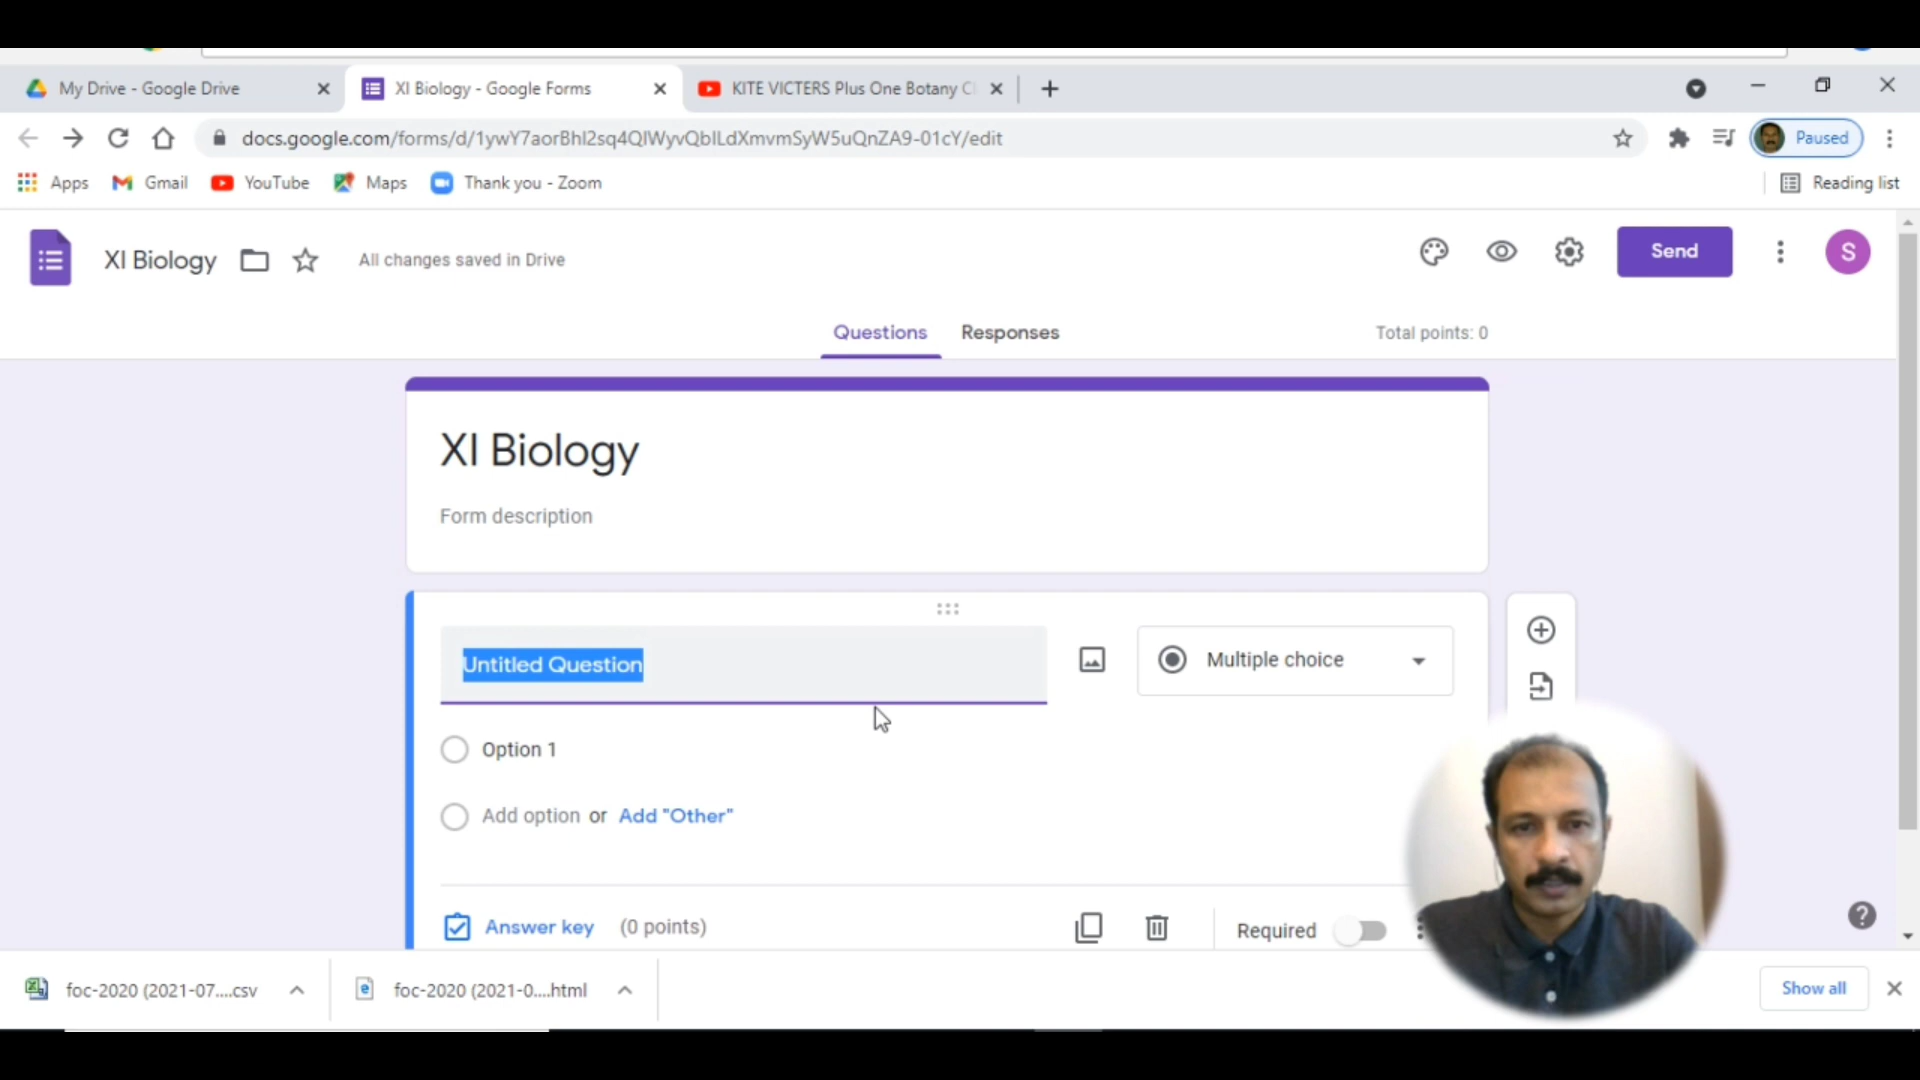 My Drive - Google Drive
XI Biology - Google Forms
KITE VICTERS Plus One Botany
docs.google.com/forms/d/1ywY7aorBhl2sq4QlWyvQbILdXmvmSyW5uQnZA9-01cY/edit
Paused
Apps
Gmail
YouTube
Maps
Thank you - Zoom
Reading list
XI Biology
All changes saved in Drive
Send
S
Questions
Responses
Total points: 0
XI Biology
Form description
Untitled Question
Multiple choice
Option 1
Add option or Add "Other"
Answer key (0 points)
Required
foc-2020 (2021-07....csv
foc-2020 (2021-0....html
Show all